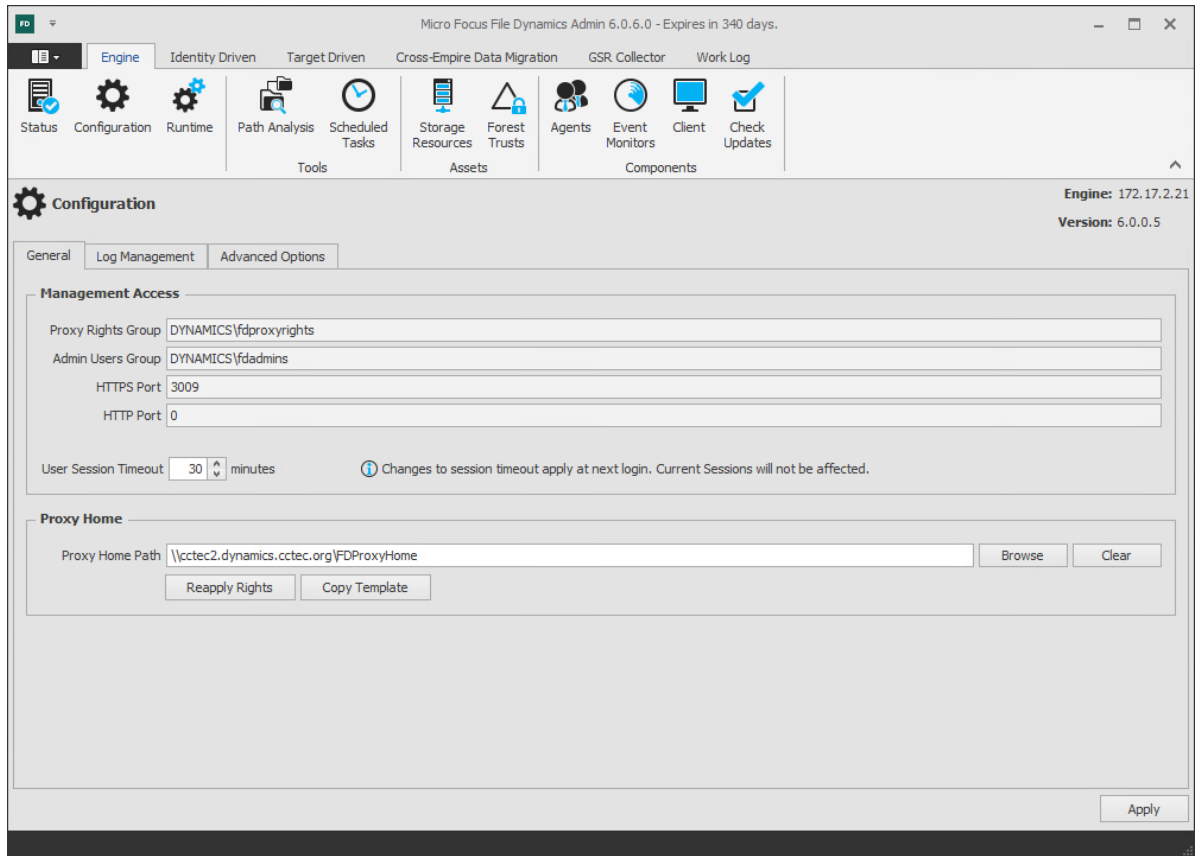 FD
Micro Focus File Dynamics Admin 6.0.6.0 - Expires in 340 days.
Engine Identity Driven Target Driven Cross-Empire Data Migration GSR Collector Work Log
Status Configuration Runtime Path Analysis Scheduled Tasks Storage Resources Forest Trusts Agents Event Monitors Client Check Updates
Tools Assets Components
Configuration
Engine: 172.17.2.21
Version: 6.0.0.5
General Log Management Advanced Options
Management Access
Proxy Rights Group DYNAMICS\fdproxyrights
Admin Users Group DYNAMICS\fdadmins
HTTPS Port 3009
HTTP Port 0
User Session Timeout 30 minutes Changes to session timeout apply at next login. Current Sessions will not be affected.
Proxy Home
Proxy Home Path \\cctec2.dynamics.cctec.org\FDProxyHome Browse Clear
Reapply Rights Copy Template
Apply